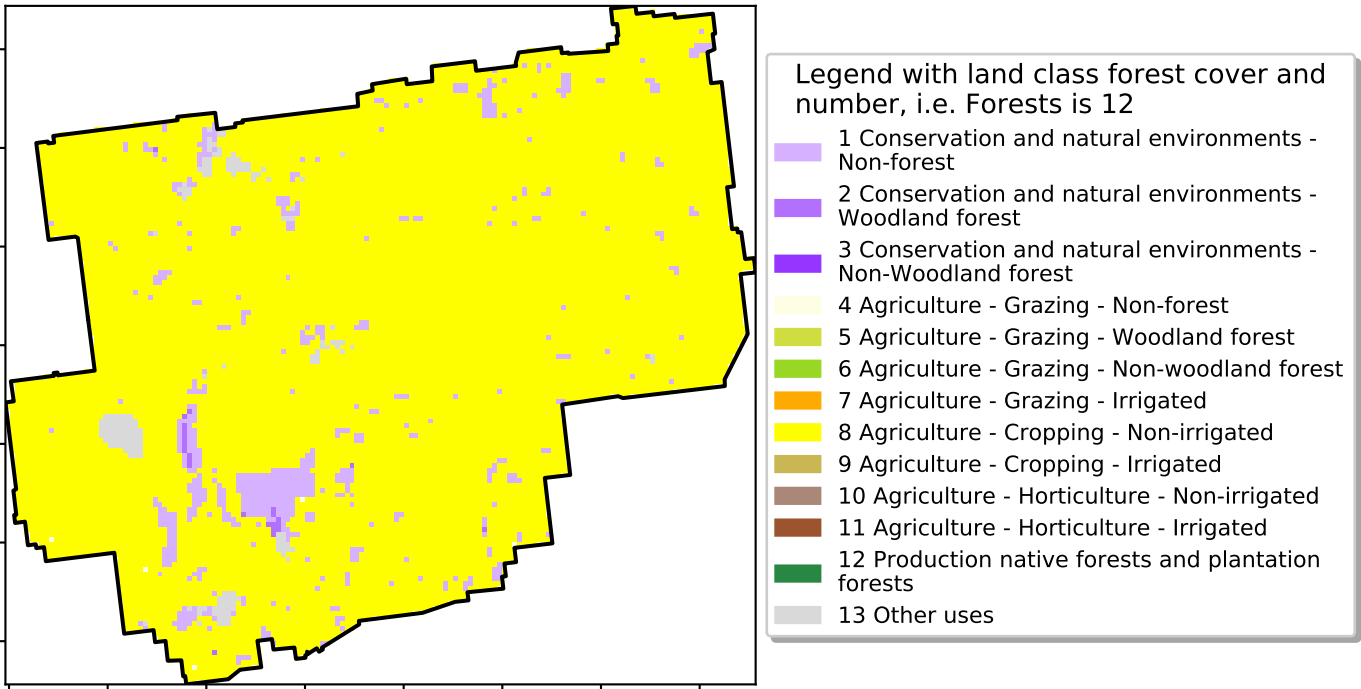 Legend with land class forest cover and
number, i.e. Forests is 12
1 Conservation and natural environments -
Non-forest
2 Conservation and natural environments -
Woodland forest
3 Conservation and natural environments -
Non-Woodland forest
4 Agriculture - Grazing - Non-forest
5 Agriculture - Grazing - Woodland forest
6 Agriculture - Grazing - Non-woodland forest
7 Agriculture - Grazing - Irrigated
8 Agriculture - Cropping - Non-irrigated
9 Agriculture - Cropping - Irrigated
10 Agriculture - Horticulture - Non-irrigated
11 Agriculture - Horticulture - Irrigated
12 Production native forests and plantation
forests
13 Other uses